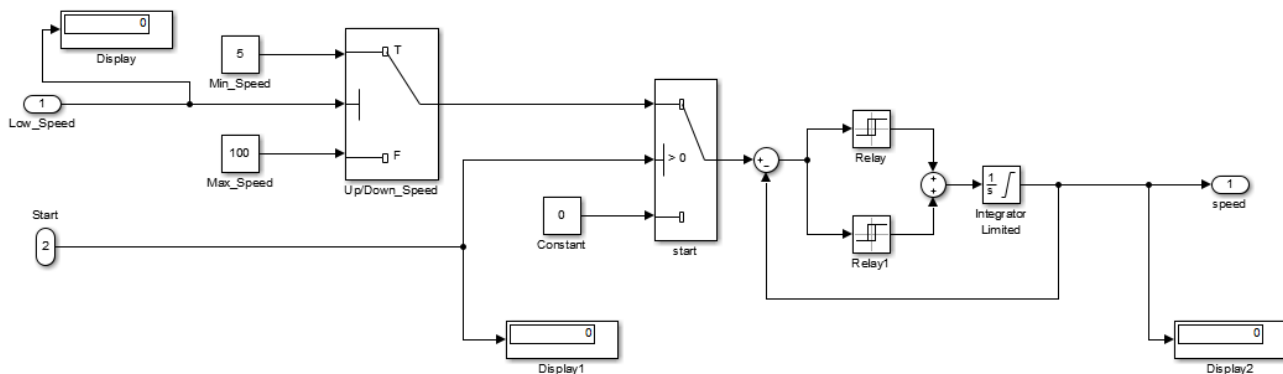 0
Display
5
Min_Speed
T
1
Low_Speed
100
Max_Speed
F
Up/Down_Speed
> 0
0
Constant
start
Start
2
+
−
Relay
Relay1
+
+
1
s
Integrator
Limited
1
speed
0
Display1
0
Display2